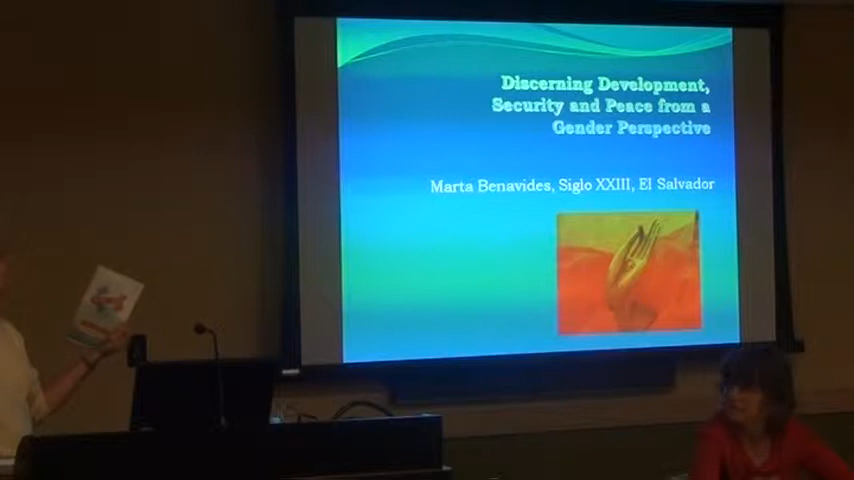 Discerning Development,
Security and Peace from a
Gender Perspective
Marta Benavides, Siglo XXIII, El Salvador